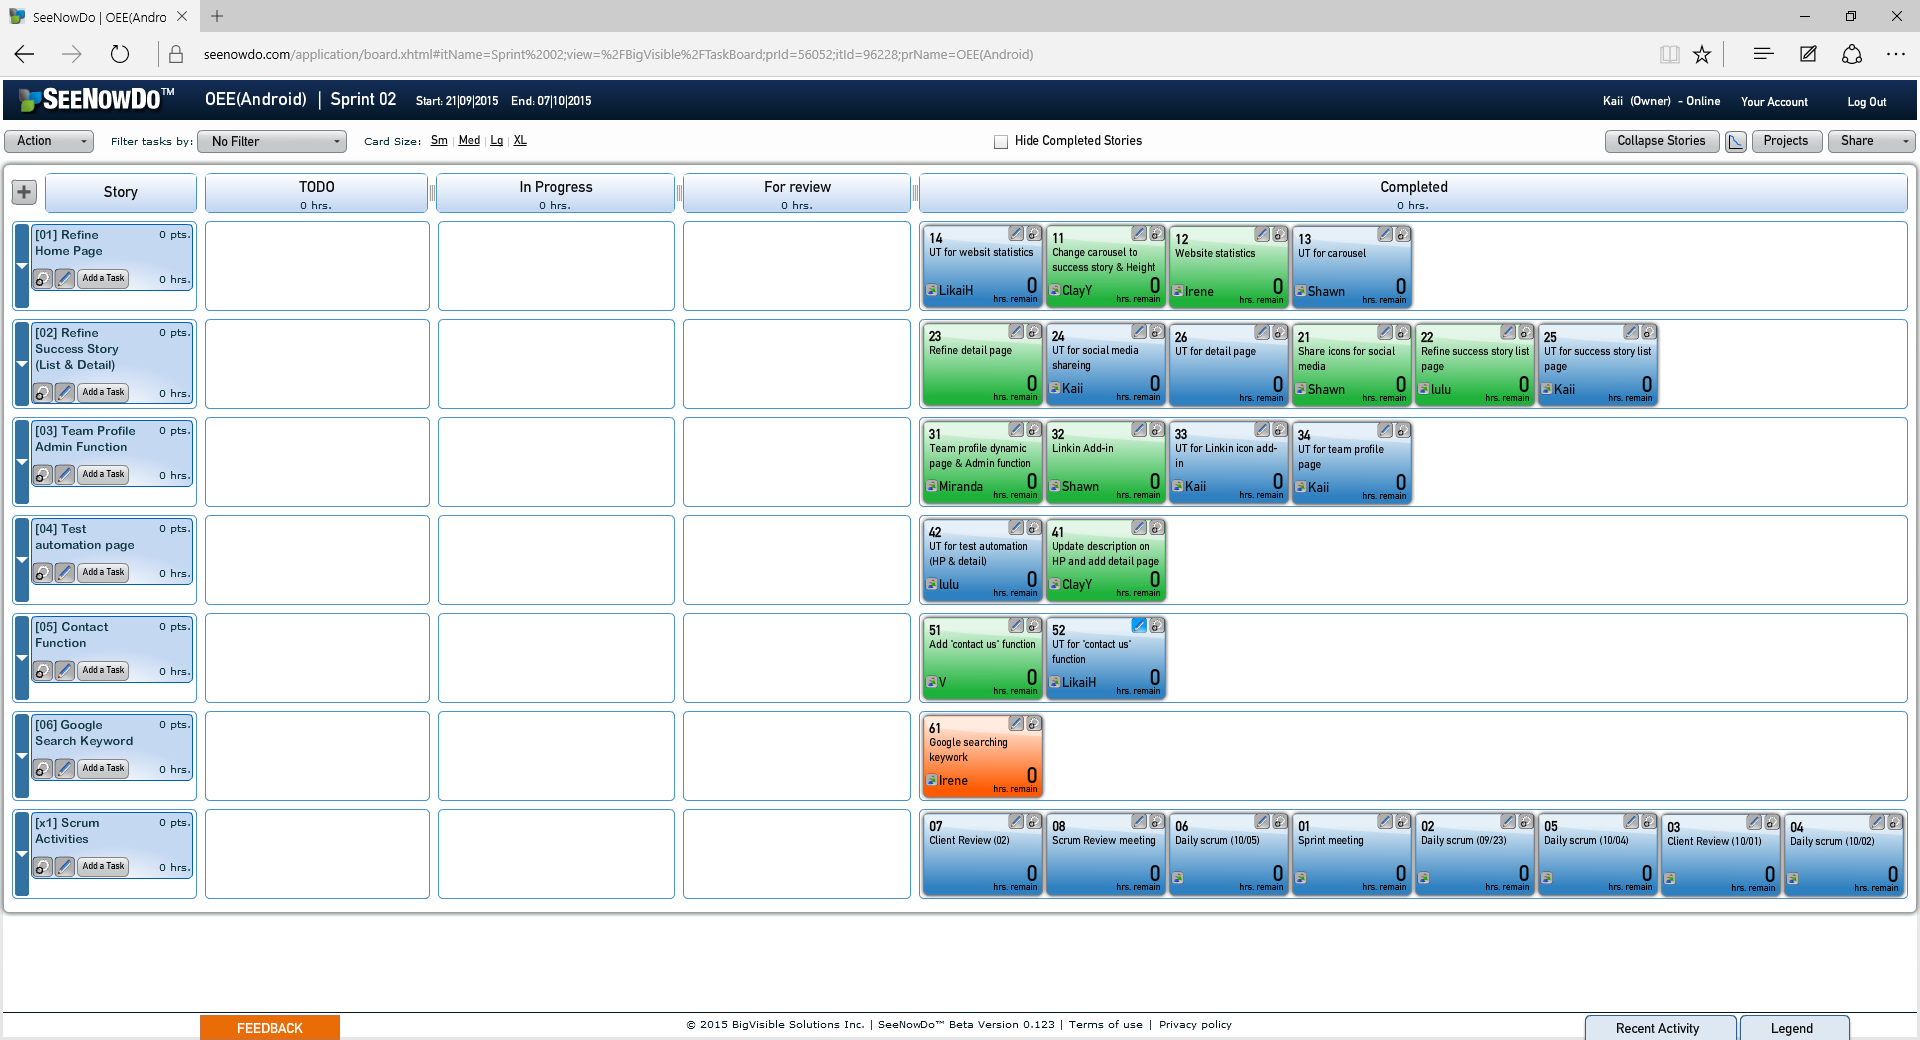 SeeNowDo | OEE(Andro
seenowdo.com/application/board.xhtml#itName=Sprint%2002;view=%2FBigVisible%2FTaskBoard;prId=56052;itId=96228;prName=OEE(Android)
SEENOWDO™ OEE(Android) | Sprint 02 Start: 21|09|2015 End: 07|10|2015 Kaii (Owner) - Online Your Account Log Out
Action Filter tasks by: No Filter Card Size: Sm | Med | Lg | XL Hide Completed Stories Collapse Stories Projects Share
Story TODO In Progress For review Completed
0 hrs. 0 hrs. 0 hrs. 0 hrs.
[01] Refine Home Page 0 pts.
Add a Task 0 hrs.
14 UT for websit statistics LikaiH 0 hrs. remain
11 Change carousel to success story & Height ClayY 0 hrs. remain
12 Website statistics Irene 0 hrs. remain
13 UT for carousel Shawn 0 hrs. remain
[02] Refine Success Story (List & Detail) 0 pts.
Add a Task 0 hrs.
23 Refine detail page 0 hrs. remain
24 UT for social media shareing Kaii 0 hrs. remain
26 UT for detail page 0 hrs. remain
21 Share icons for social media Shawn 0 hrs. remain
22 Refine success story list page lulu 0 hrs. remain
25 UT for success story list page Kaii 0 hrs. remain
[03] Team Profile Admin Function 0 pts.
Add a Task 0 hrs.
31 Team profile dynamic page & Admin function Miranda 0 hrs. remain
32 Linkin Add-in Shawn 0 hrs. remain
33 UT for Linkin icon add-in Kaii 0 hrs. remain
34 UT for team profile page Kaii 0 hrs. remain
[04] Test automation page 0 pts.
Add a Task 0 hrs.
42 UT for test automation (HP & detail) lulu 0 hrs. remain
41 Update description on HP and add detail page ClayY 0 hrs. remain
[05] Contact Function 0 pts.
Add a Task 0 hrs.
51 Add 'contact us' function V 0 hrs. remain
52 UT for 'contact us' function LikaiH 0 hrs. remain
[06] Google Search Keyword 0 pts.
Add a Task 0 hrs.
61 Google searching keywork Irene 0 hrs. remain
[x1] Scrum Activities 0 pts.
Add a Task 0 hrs.
07 Client Review (02) 0 hrs. remain
08 Scrum Review meeting 0 hrs. remain
06 Daily scrum (10/05) 0 hrs. remain
01 Sprint meeting 0 hrs. remain
02 Daily scrum (09/23) 0 hrs. remain
05 Daily scrum (10/04) 0 hrs. remain
03 Client Review (10/01) 0 hrs. remain
04 Daily scrum (10/02) 0 hrs. remain
FEEDBACK © 2015 BigVisible Solutions Inc. | SeeNowDo™ Beta Version 0.123 | Terms of use | Privacy policy Recent Activity Legend